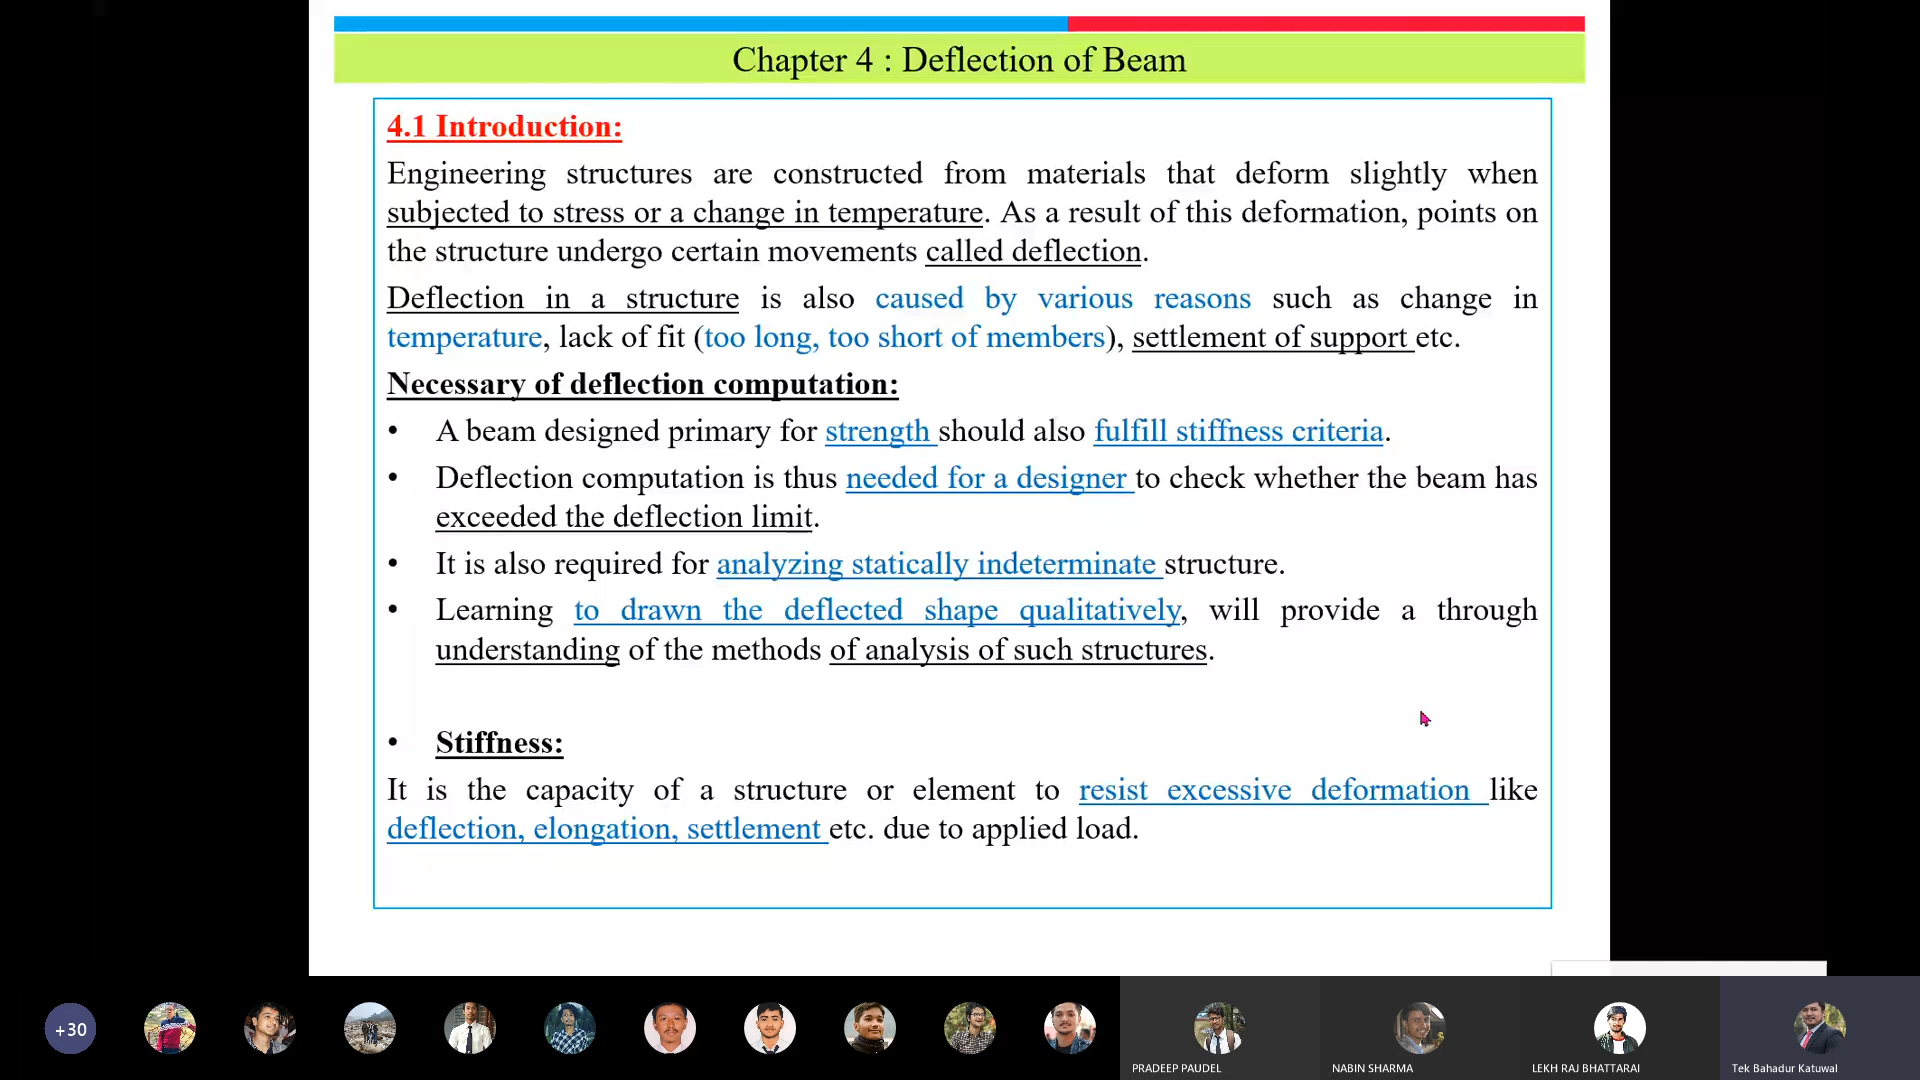 Chapter 4 : Deflection of Beam
4.1 Introduction:
Engineering structures are constructed from materials that deform slightly when
subjected to stress or a change in temperature. As a result of this deformation, points on
the structure undergo certain movements called deflection.
Deflection in a structure is also caused by various reasons such as change in
temperature, lack of fit (too long, too short of members), settlement of support etc.
Necessary of deflection computation:
• A beam designed primary for strength should also fulfill stiffness criteria.
• Deflection computation is thus needed for a designer to check whether the beam has
exceeded the deflection limit.
• It is also required for analyzing statically indeterminate structure.
• Learning to drawn the deflected shape qualitatively, will provide a through
understanding of the methods of analysis of such structures.
• Stiffness:
It is the capacity of a structure or element to resist excessive deformation like
deflection, elongation, settlement etc. due to applied load.
+30
PRADEEP PAUDEL
NABIN SHARMA
LEKH RAJ BHATTARAI
Tek Bahadur Katuwal